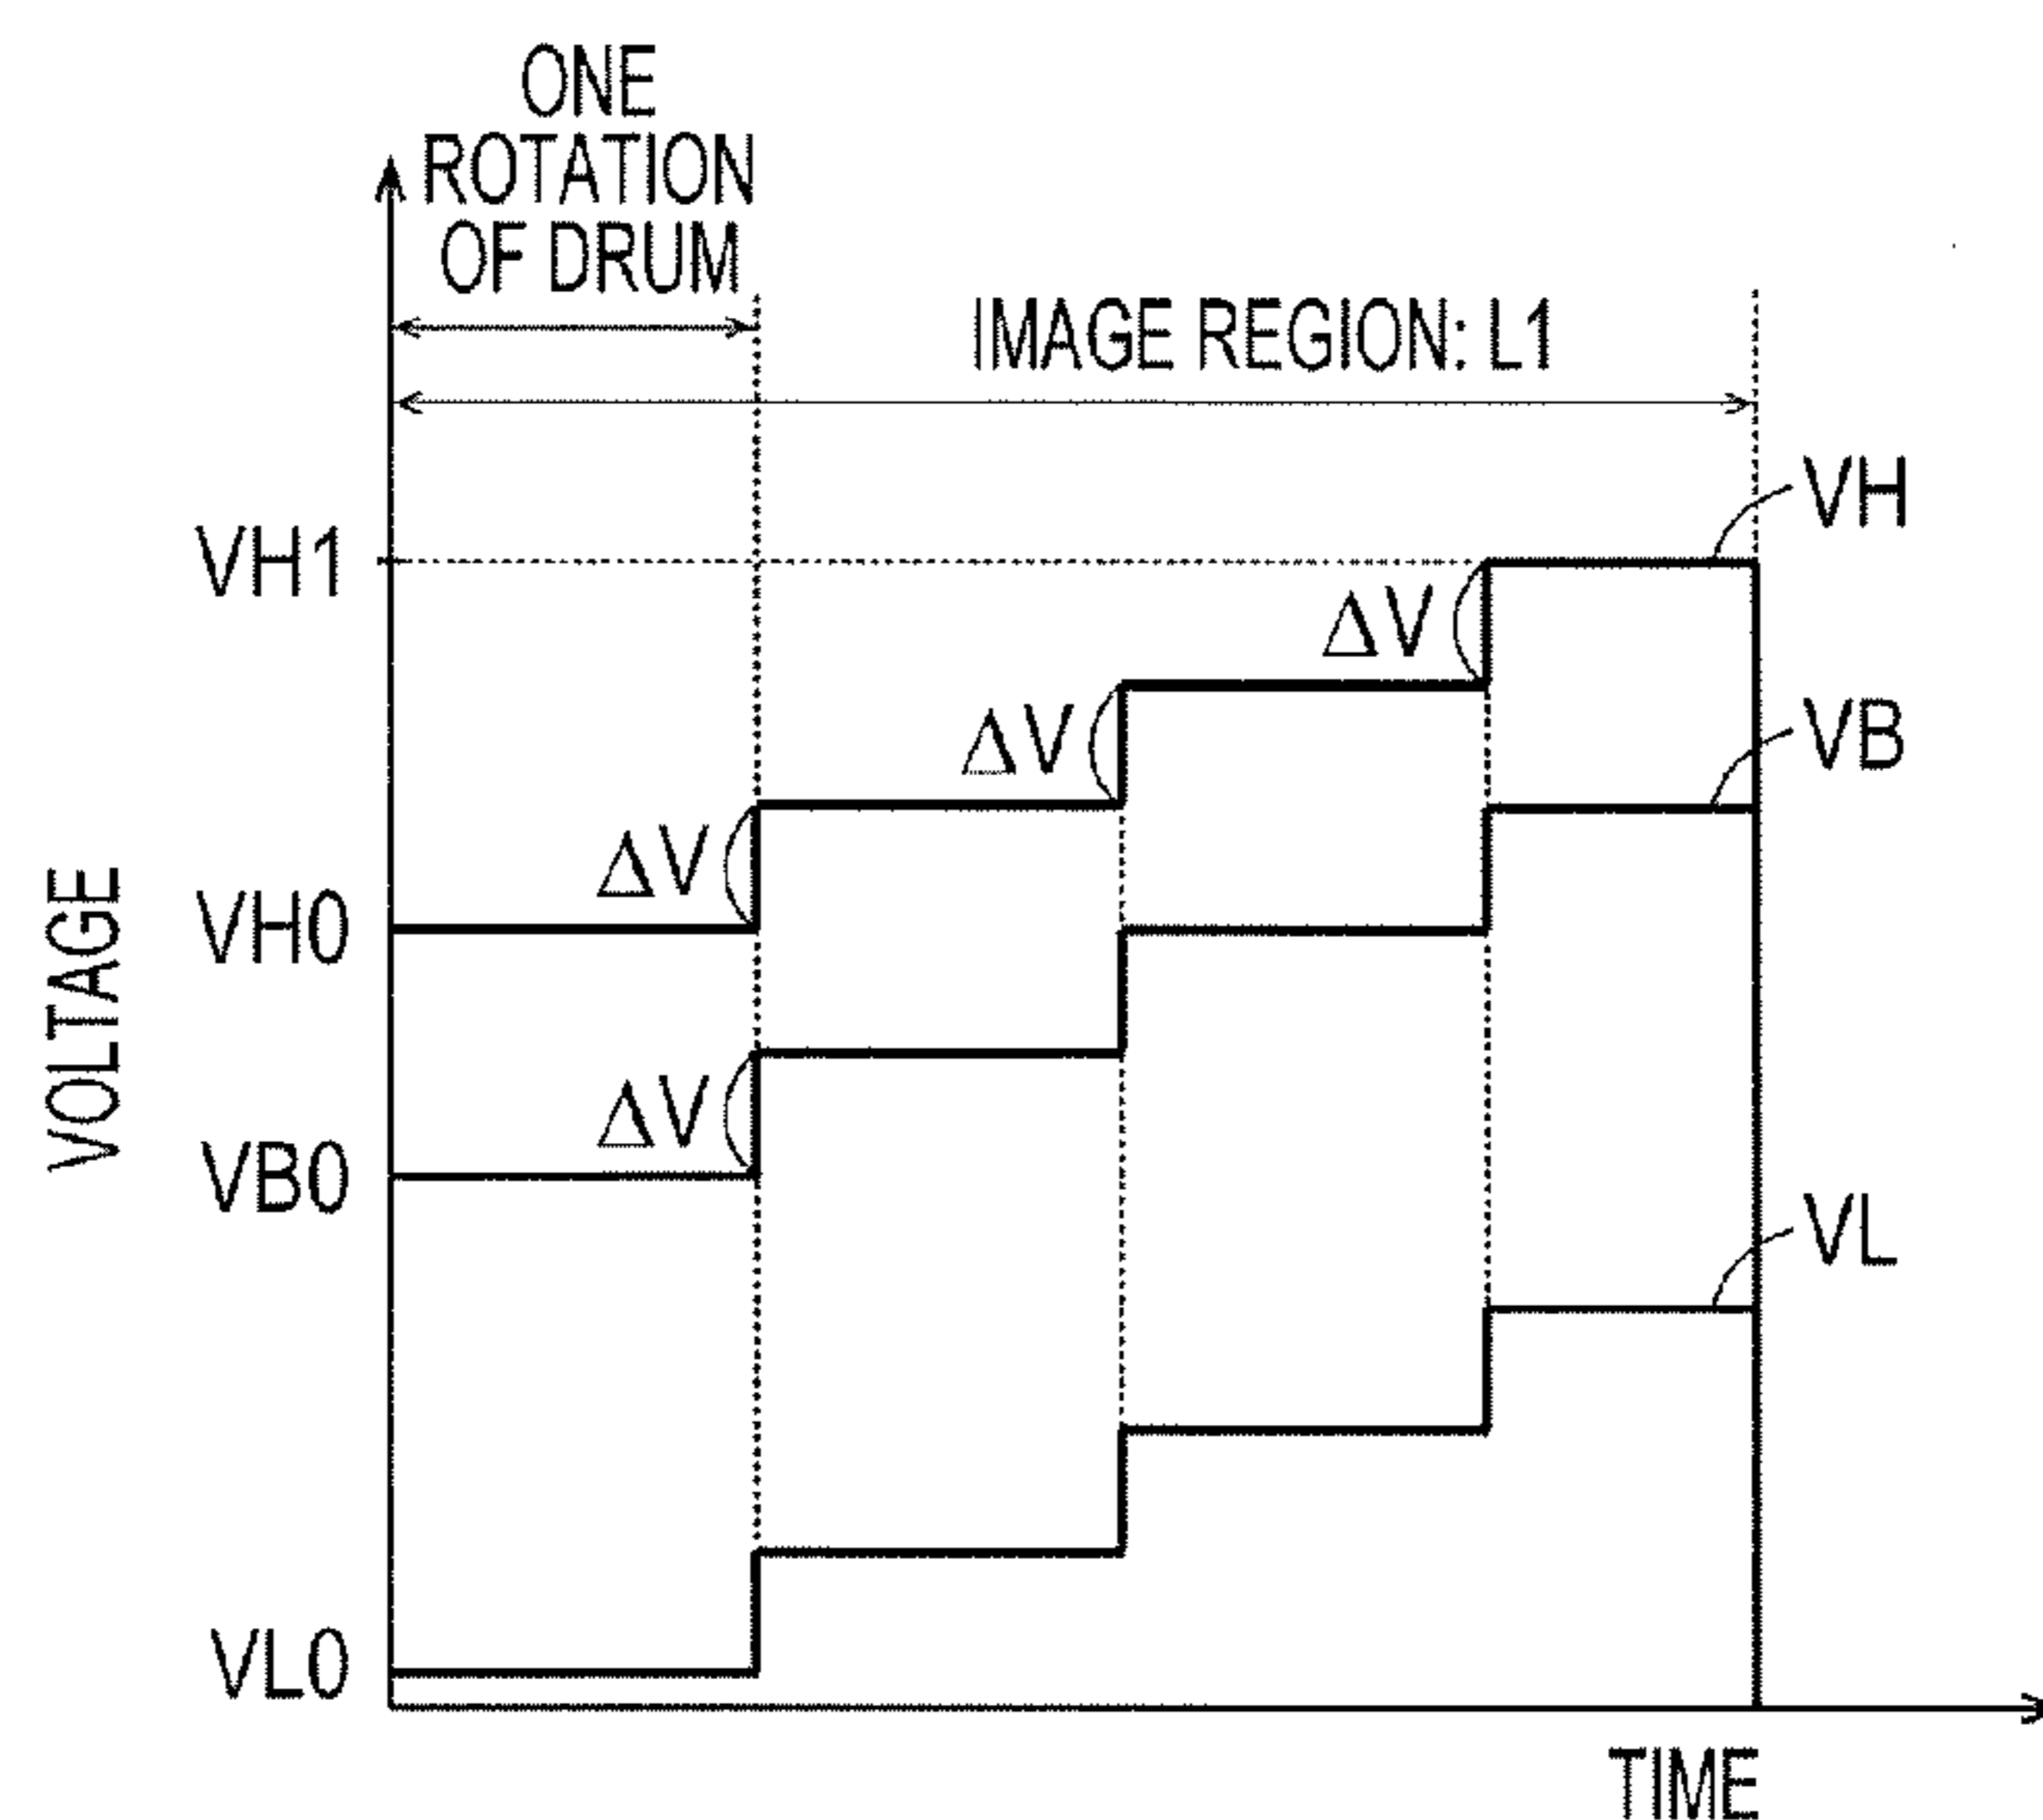 ONE
ROTATION
OF DRUM
IMAGE REGION: L1
VH
VH1
ΔV
VB
ΔV
ΔV
VH0
VOLTAGE
ΔV
VB0
VL
VL0
TIME